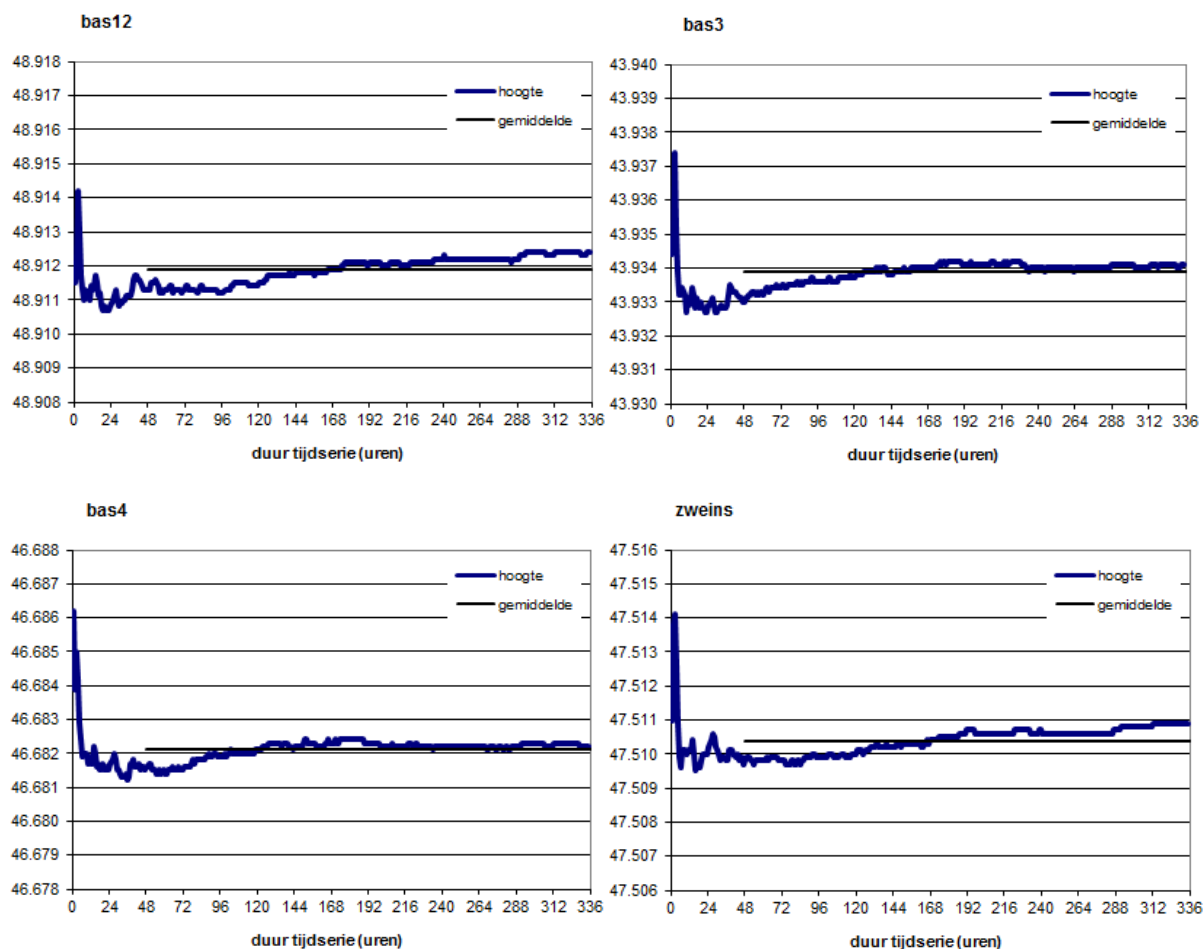 bas12
48.918
48.917
48.916
48.915
48.914
48.913
48.912
48.911
48.910
48.909
48.908
hoogte
gemiddelde
0 24 48 72 96 120 144 168 192 216 240 264 288 312 336
duur tijdserie (uren)
bas3
43.940
43.939
43.938
43.937
43.936
43.935
43.934
43.933
43.932
43.931
43.930
hoogte
gemiddelde
0 24 48 72 96 120 144 168 192 216 240 264 288 312 336
duur tijdserie (uren)
bas4
46.688
46.687
46.686
46.685
46.684
46.683
46.682
46.681
46.680
46.679
46.678
hoogte
gemiddelde
0 24 48 72 96 120 144 168 192 216 240 264 288 312 336
duur tijdserie (uren)
zweins
47.516
47.515
47.514
47.513
47.512
47.511
47.510
47.509
47.508
47.507
47.506
hoogte
gemiddelde
0 24 48 72 96 120 144 168 192 216 240 264 288 312 336
duur tijdserie (uren)